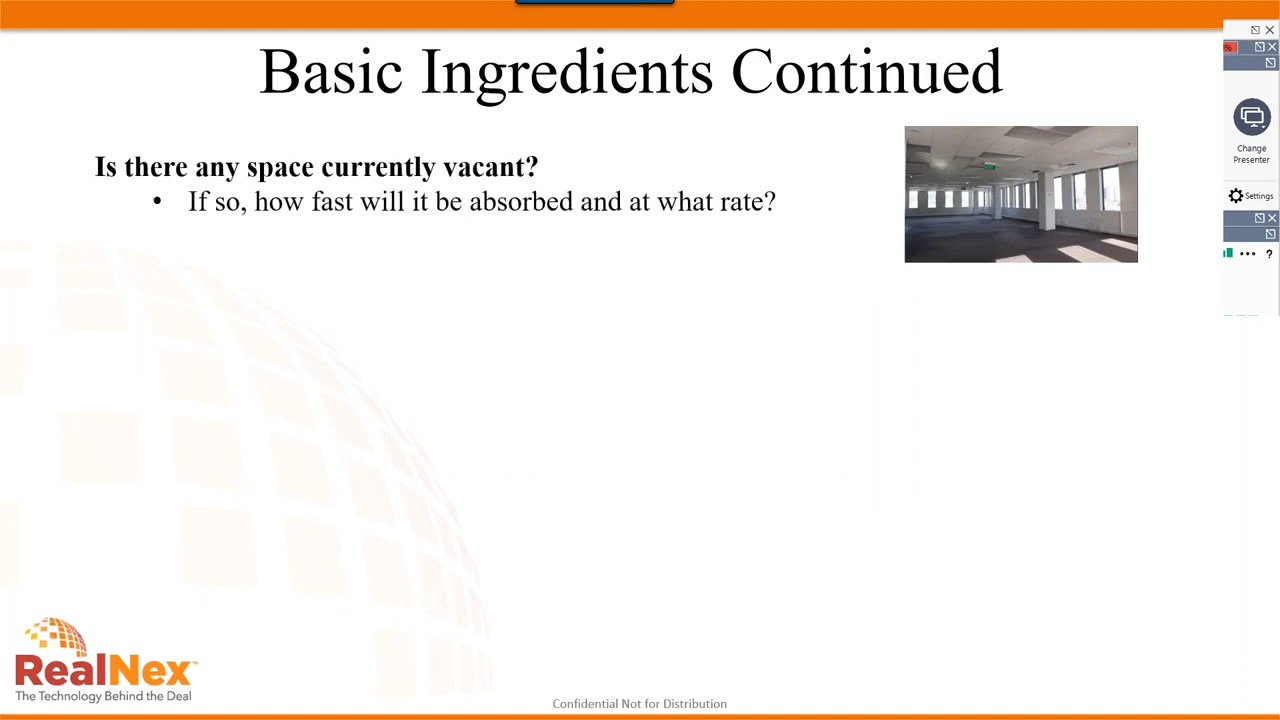 Basic Ingredients Continued
Is there any space currently vacant?
• If so, how fast will it be absorbed and at what rate?
%
Change
Presenter
Settings
?
RealNex™
The Technology Behind the Deal
Confidential Not for Distribution